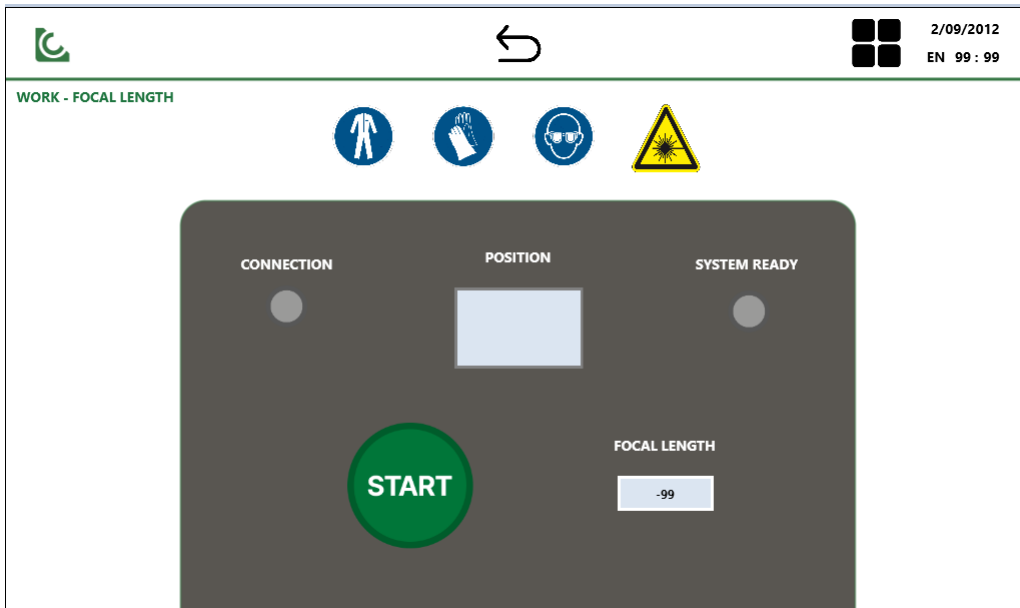 2/09/2012
EN 99 : 99
WORK - FOCAL LENGTH
CONNECTION
POSITION
SYSTEM READY
START
FOCAL LENGTH
-99